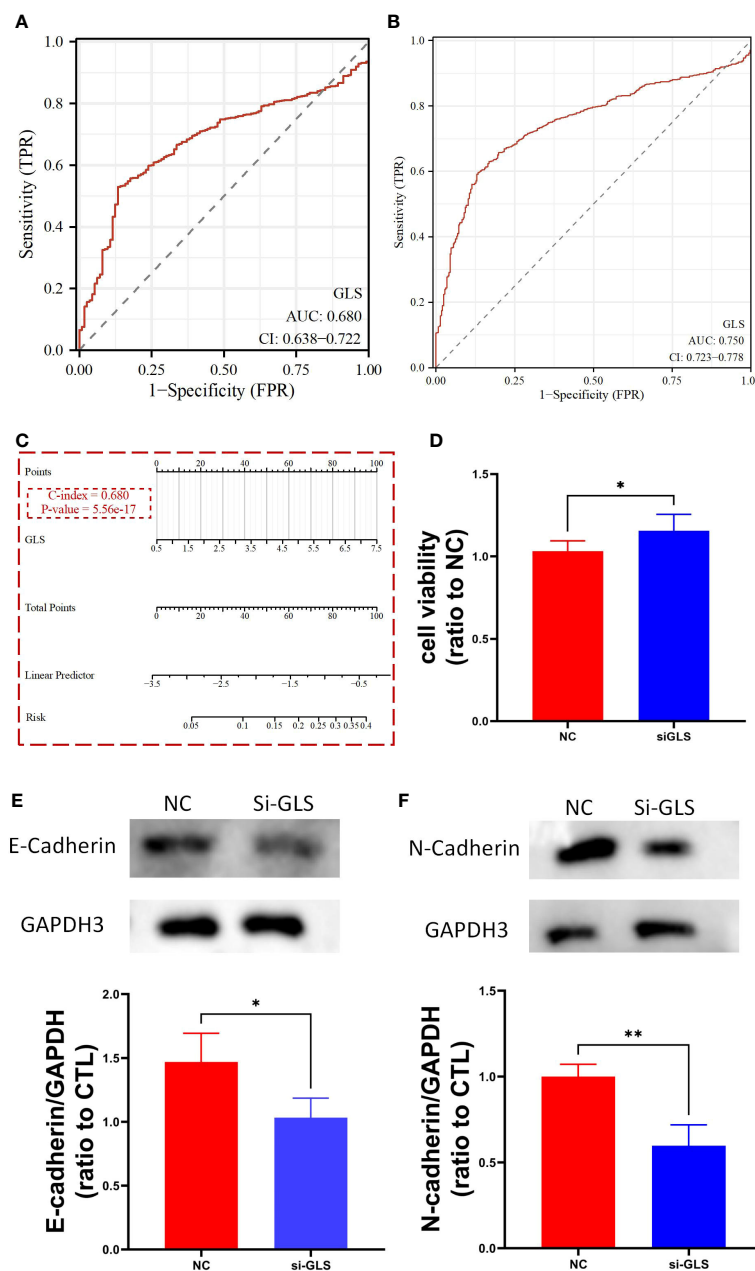 A
1.0
0.8
0.6
0.4
0.2
0.0
Sensitivity (TPR)
GLS
AUC: 0.680
CI: 0.638−0.722
0.00
0.25
0.50
0.75
1.00
1−Specificity (FPR)
B
1.0
0.8
0.6
0.4
0.2
0.0
Sensitivity (TPR)
GLS
AUC: 0.750
CI: 0.723−0.778
0.00
0.25
0.50
0.75
1.00
1−Specificity (FPR)
C
0 20 40 60 80 100
Points
C-index = 0.680
P-value = 5.56e-17
GLS
0.5 1.5 2.5 3.5 4.5 5.5 6.5 7.5
Total Points
0 20 40 60 80 100
Linear Predictor
−3.5 −2.5 −1.5 −0.5
Risk
0.05 0.1 0.15 0.2 0.25 0.3 0.35 0.4
D
1.5
1.0
0.5
0.0
cell viability
(ratio to NC)
*
NC
siGLS
E
NC Si-GLS
E-Cadherin
GAPDH3
2.0
1.5
1.0
0.5
0.0
E-cadherin/GAPDH
(ratio to CTL)
*
NC
si-GLS
F
NC Si-GLS
N-Cadherin
GAPDH3
1.5
1.0
0.5
0.0
N-cadherin/GAPDH
(ratio to CTL)
**
NC
si-GLS